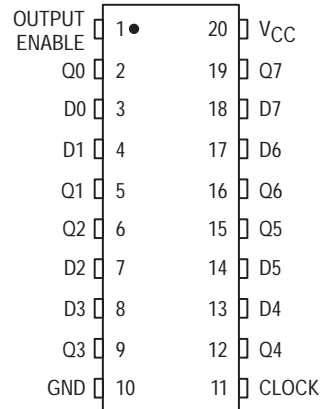 OUTPUT ENABLE 1 20 VCC
Q0 2 19 Q7
D0 3 18 D7
D1 4 17 D6
Q1 5 16 Q6
Q2 6 15 Q5
D2 7 14 D5
D3 8 13 D4
Q3 9 12 Q4
GND 10 11 CLOCK